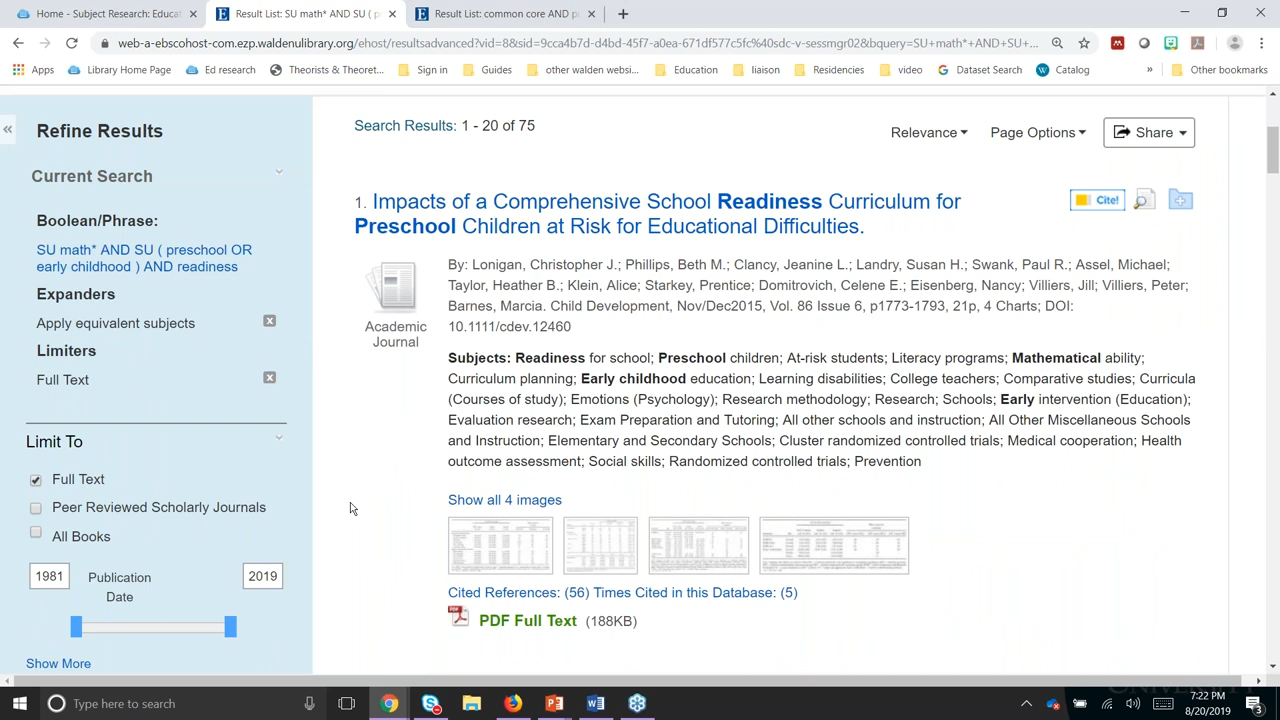 Home - Subject Research: Educat
Result List: SU math* AND SU ( p
Result List: common core AND p
web-a-ebscohost-com.ezp.waldenulibrary.org/ehost/resultsadvanced?vid=8&sid=9cca4b7d-d4bd-45f7-a0ea-671df577c5fc%40sdc-v-sessmgr02&bquery=SU+math*+AND+SU+...
Apps
Library Home Page
Ed research
Theorists & Theoret...
Sign in
Guides
other walden websi...
Education
liaison
Residencies
video
Dataset Search
Catalog
»
Other bookmarks
«
Refine Results
Current Search
Boolean/Phrase:
SU math* AND SU ( preschool OR
early childhood ) AND readiness
Expanders
Apply equivalent subjects
Limiters
Full Text
Limit To
Full Text
Peer Reviewed Scholarly Journals
All Books
1981
Publication
Date
2019
Show More
Search Results: 1 - 20 of 75
Relevance
Page Options
Share
1. Impacts of a Comprehensive School Readiness Curriculum for
Preschool Children at Risk for Educational Difficulties.
Cite!
Academic
Journal
By: Lonigan, Christopher J.; Phillips, Beth M.; Clancy, Jeanine L.; Landry, Susan H.; Swank, Paul R.; Assel, Michael;
Taylor, Heather B.; Klein, Alice; Starkey, Prentice; Domitrovich, Celene E.; Eisenberg, Nancy; Villiers, Jill; Villiers, Peter;
Barnes, Marcia. Child Development, Nov/Dec2015, Vol. 86 Issue 6, p1773-1793, 21p, 4 Charts; DOI:
10.1111/cdev.12460
Subjects: Readiness for school; Preschool children; At-risk students; Literacy programs; Mathematical ability;
Curriculum planning; Early childhood education; Learning disabilities; College teachers; Comparative studies; Curricula
(Courses of study); Emotions (Psychology); Research methodology; Research; Schools; Early intervention (Education);
Evaluation research; Exam Preparation and Tutoring; All other schools and instruction; All Other Miscellaneous Schools
and Instruction; Elementary and Secondary Schools; Cluster randomized controlled trials; Medical cooperation; Health
outcome assessment; Social skills; Randomized controlled trials; Prevention
Show all 4 images
Cited References: (56) Times Cited in this Database: (5)
PDF Full Text (188KB)
Type here to search
7:22 PM
8/20/2019
3